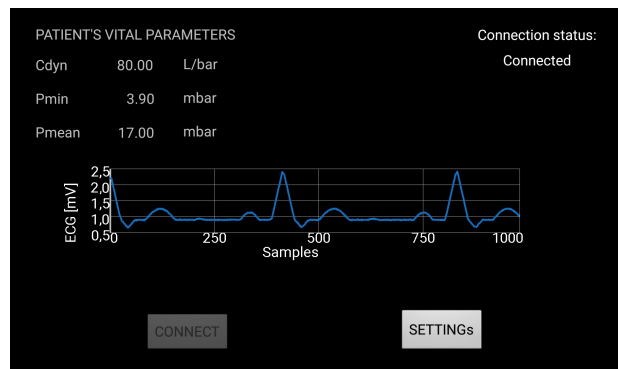 PATIENT'S VITAL PARAMETERS
Connection status:
Connected
Cdyn 80.00 L/bar
Pmin 3.90 mbar
Pmean 17.00 mbar
ECG [mV]
2,5
2,0
1,5
1,0
0,5
0 250 500 750 1000
Samples
CONNECT
SETTINGs